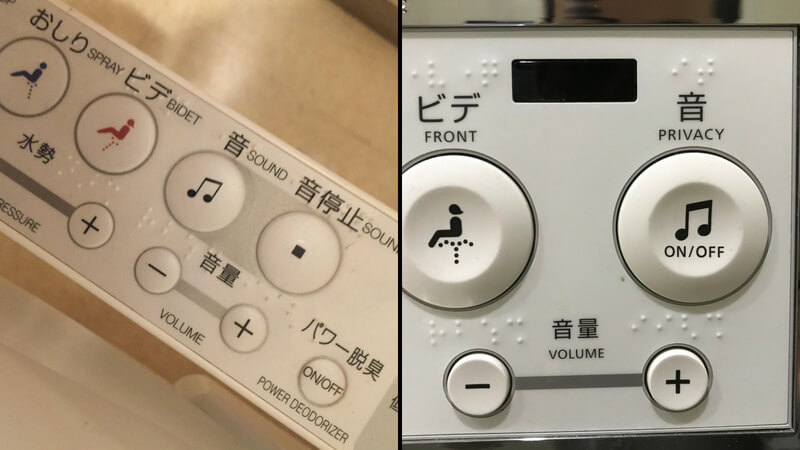 おしり
SPRAY
ビデ
BIDET
水勢
音
SOUND
音停止
音量
VOLUME
パワー脱臭
ON/OFF
POWER DEODORIZER
ビデ
FRONT
音
PRIVACY
ON/OFF
音量
VOLUME